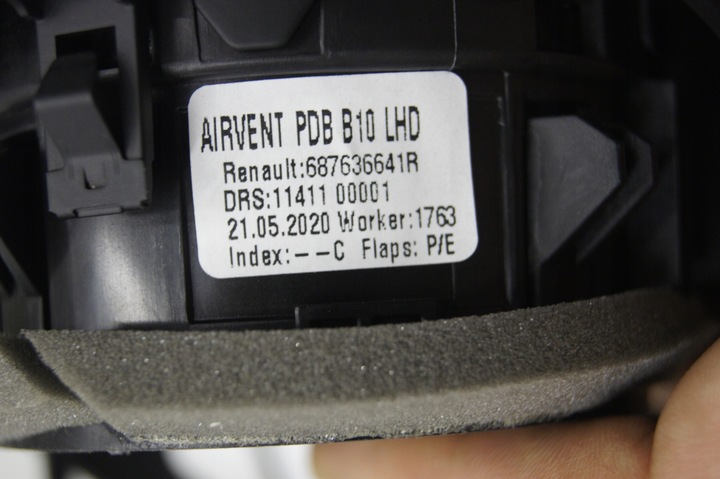 AIRVENT PDB B10 LHD
Renault:687636641R
DRS:11411 00001
21.05.2020 Worker:1763
Index:--C Flaps: P/E